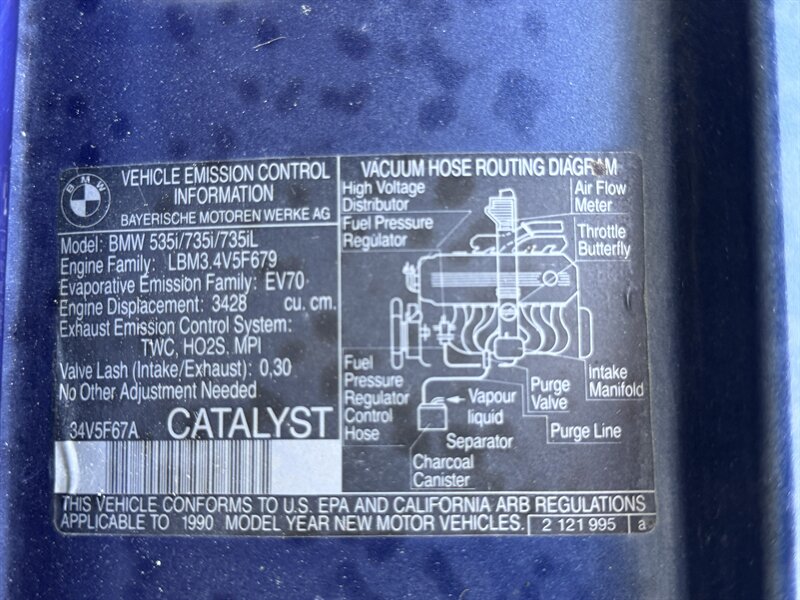 BMW
VEHICLE EMISSION CONTROL
INFORMATION
BAYERISCHE MOTOREN WERKE AG
Model: BMW 535i/735i/735iL
Engine Family: LBM3.4V5F679
Evaporative Emission Family: EV70
Engine Displacement: 3428 cu. cm.
Exhaust Emission Control System:
TWC, HO2S. MPI
Valve Lash (Intake/Exhaust): 0,30
No Other Adjustment Needed
34V5F67A CATALYST
VACUUM HOSE ROUTING DIAGRAM
High Voltage
Distributor
Air Flow
Meter
Fuel Pressure
Regulator
Throttle
Butterfly
Fuel
Pressure
Regulator
Control
Hose
Intake
Manifold
Purge
Valve
Vapour
liquid
Separator
Purge Line
Charcoal
Canister
THIS VEHICLE CONFORMS TO U.S. EPA AND CALIFORNIA ARB REGULATIONS
APPLICABLE TO 1990 MODEL YEAR NEW MOTOR VEHICLES. 2 121 995 a